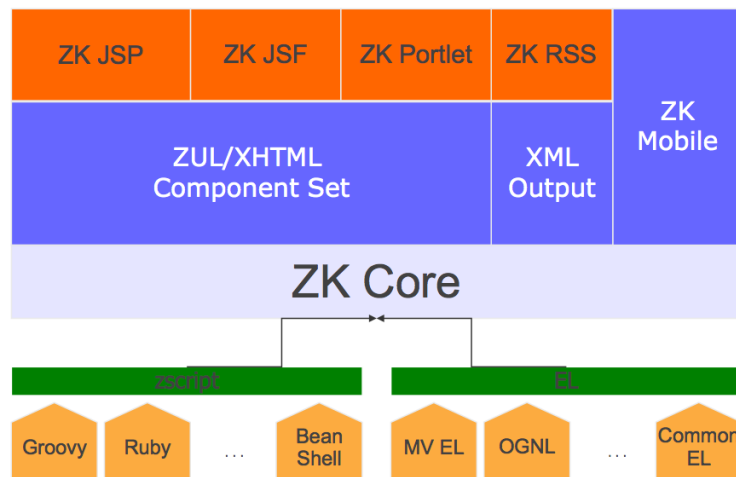 ZK JSP
ZK JSF
ZK Portlet
ZK RSS
ZK
Mobile
ZUL/XHTML
Component Set
XML
Output
ZK Core
zscript
EL
Groovy
Ruby
...
Bean
Shell
MV EL
OGNL
...
Common
EL